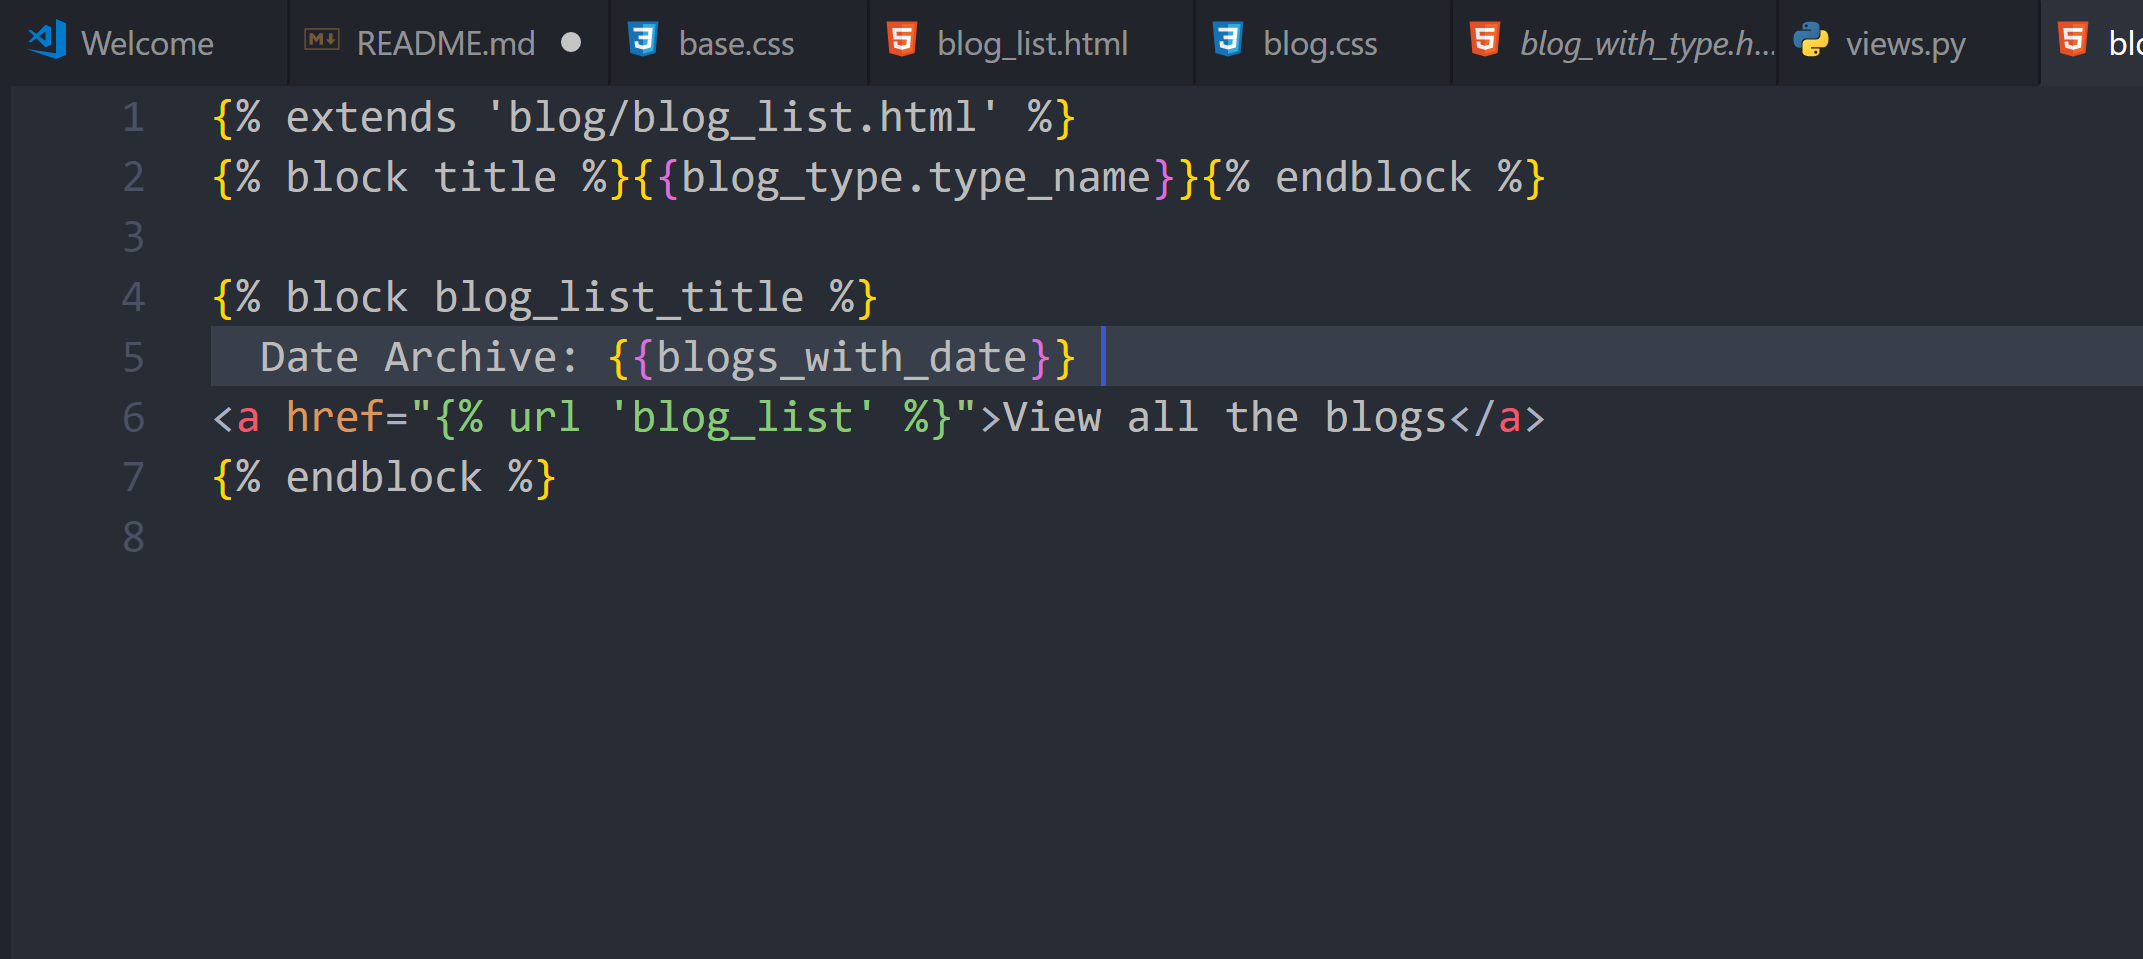 Welcome README.md base.css blog_list.html blog.css blog_with_type.h... views.py
1 {% extends 'blog/blog_list.html' %}
2 {% block title %}{{blog_type.type_name}}{% endblock %}
3
4 {% block blog_list_title %}
5   Date Archive: {{blogs_with_date}}
6 <a href="{% url 'blog_list' %}">View all the blogs</a>
7 {% endblock %}
8